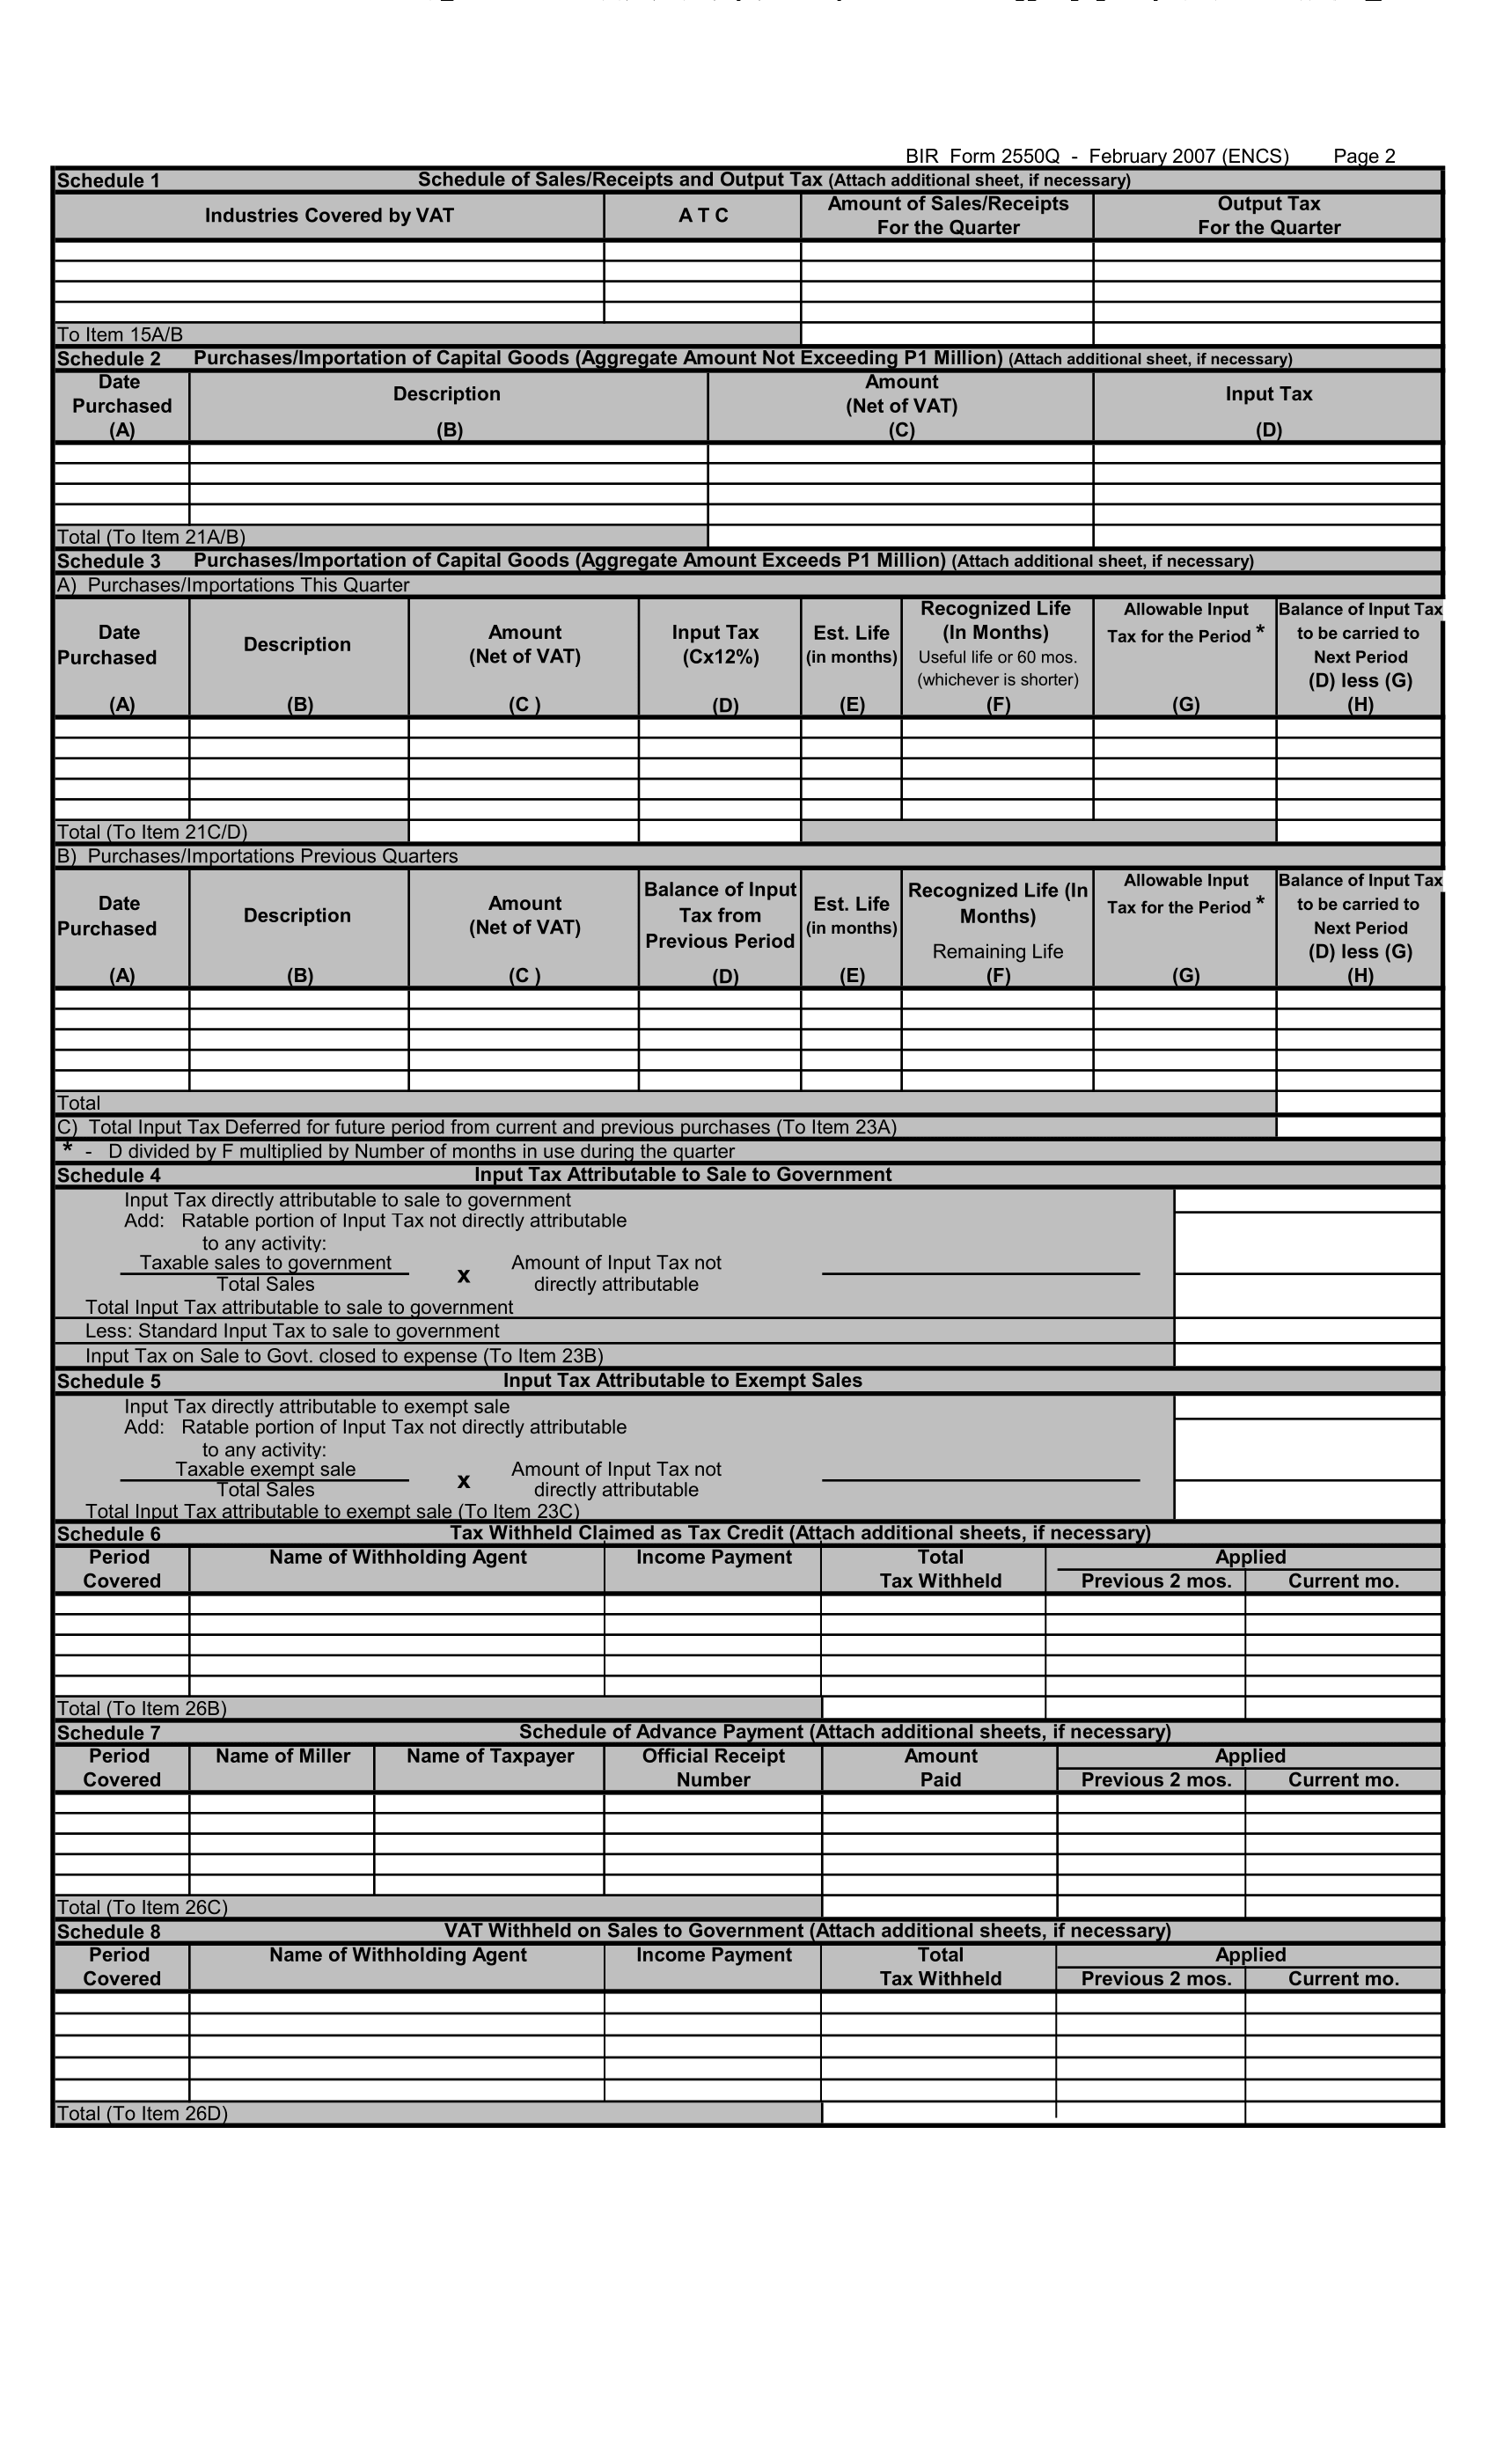 BIR Form 2550Q - February 2007 (ENCS) Page 2
Schedule 1 Schedule of Sales/Receipts and Output Tax (Attach additional sheet, if necessary)
Industries Covered by VAT A T C Amount of Sales/Receipts For the Quarter Output Tax For the Quarter
To Item 15A/B
Schedule 2 Purchases/Importation of Capital Goods (Aggregate Amount Not Exceeding P1 Million) (Attach additional sheet, if necessary)
Date Purchased (A) Description (B) Amount (Net of VAT) (C) Input Tax (D)
Total (To Item 21A/B)
Schedule 3 Purchases/Importation of Capital Goods (Aggregate Amount Exceeds P1 Million) (Attach additional sheet, if necessary)
A) Purchases/Importations This Quarter
Date Purchased (A) Description (B) Amount (Net of VAT) (C ) Input Tax (Cx12%) (D) Est. Life (in months) (E) Recognized Life (In Months) Useful life or 60 mos. (whichever is shorter) (F) Allowable Input Tax for the Period * (G) Balance of Input Tax to be carried to Next Period (D) less (G) (H)
Total (To Item 21C/D)
B) Purchases/Importations Previous Quarters
Date Purchased (A) Description (B) Amount (Net of VAT) (C ) Balance of Input Tax from Previous Period (D) Est. Life (in months) (E) Recognized Life (In Months) Remaining Life (F) Allowable Input Tax for the Period * (G) Balance of Input Tax to be carried to Next Period (D) less (G) (H)
Total
C) Total Input Tax Deferred for future period from current and previous purchases (To Item 23A)
* - D divided by F multiplied by Number of months in use during the quarter
Schedule 4 Input Tax Attributable to Sale to Government
Input Tax directly attributable to sale to government
Add: Ratable portion of Input Tax not directly attributable
to any activity:
Taxable sales to government x Amount of Input Tax not
Total Sales directly attributable
Total Input Tax attributable to sale to government
Less: Standard Input Tax to sale to government
Input Tax on Sale to Govt. closed to expense (To Item 23B)
Schedule 5 Input Tax Attributable to Exempt Sales
Input Tax directly attributable to exempt sale
Add: Ratable portion of Input Tax not directly attributable
to any activity:
Taxable exempt sale x Amount of Input Tax not
Total Sales directly attributable
Total Input Tax attributable to exempt sale (To Item 23C)
Schedule 6 Tax Withheld Claimed as Tax Credit (Attach additional sheets, if necessary)
Period Name of Withholding Agent Income Payment Total Applied
Covered Tax Withheld Previous 2 mos. Current mo.
Total (To Item 26B)
Schedule 7 Schedule of Advance Payment (Attach additional sheets, if necessary)
Period Name of Miller Name of Taxpayer Official Receipt Amount Applied
Covered Number Paid Previous 2 mos. Current mo.
Total (To Item 26C)
Schedule 8 VAT Withheld on Sales to Government (Attach additional sheets, if necessary)
Period Name of Withholding Agent Income Payment Total Applied
Covered Tax Withheld Previous 2 mos. Current mo.
Total (To Item 26D)